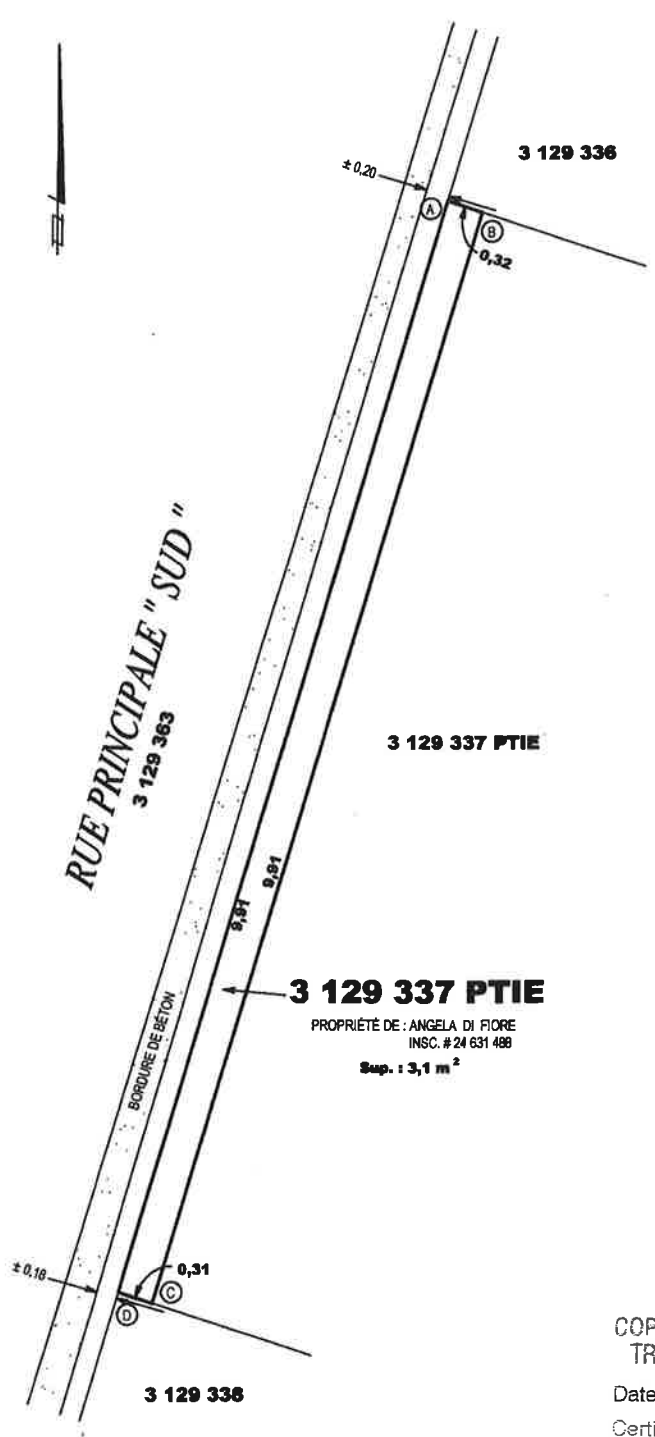 3 129 336
± 0,20
A
B
0,32
RUE PRINCIPALE " SUD "
3 129 363
3 129 337 PTIE
9,91
9,91
3 129 337 PTIE
PROPRIÉTÉ DE : ANGELA DI FIORE
INSC. # 24 631 488
Sup. : 3,1 m²
BORDURE DE BÉTON
± 0,18
0,31
C
D
3 129 338
COP
TR
Date
Certi